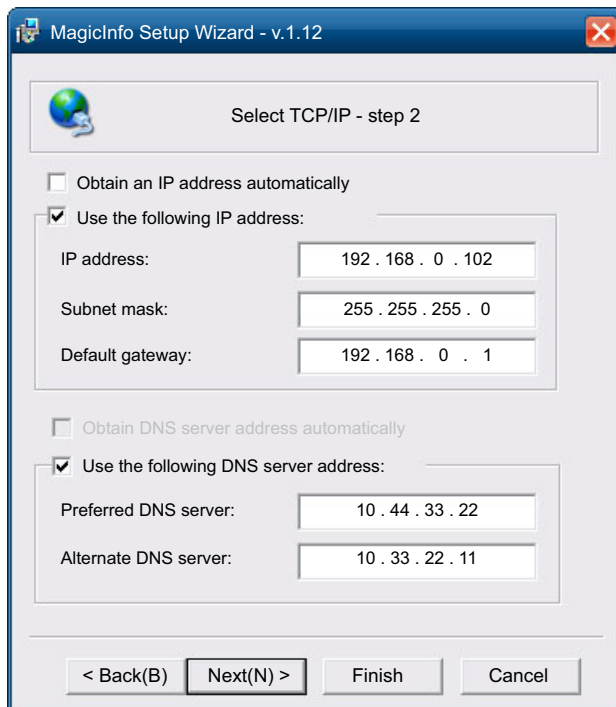 MagicInfo Setup Wizard - v.1.12
Select TCP/IP - step 2
Obtain an IP address automatically
Use the following IP address:
IP address: 192 . 168 . 0 . 102
Subnet mask: 255 . 255 . 255 . 0
Default gateway: 192 . 168 . 0 . 1
Obtain DNS server address automatically
Use the following DNS server address:
Preferred DNS server: 10 . 44 . 33 . 22
Alternate DNS server: 10 . 33 . 22 . 11
< Back(B) Next(N) > Finish Cancel